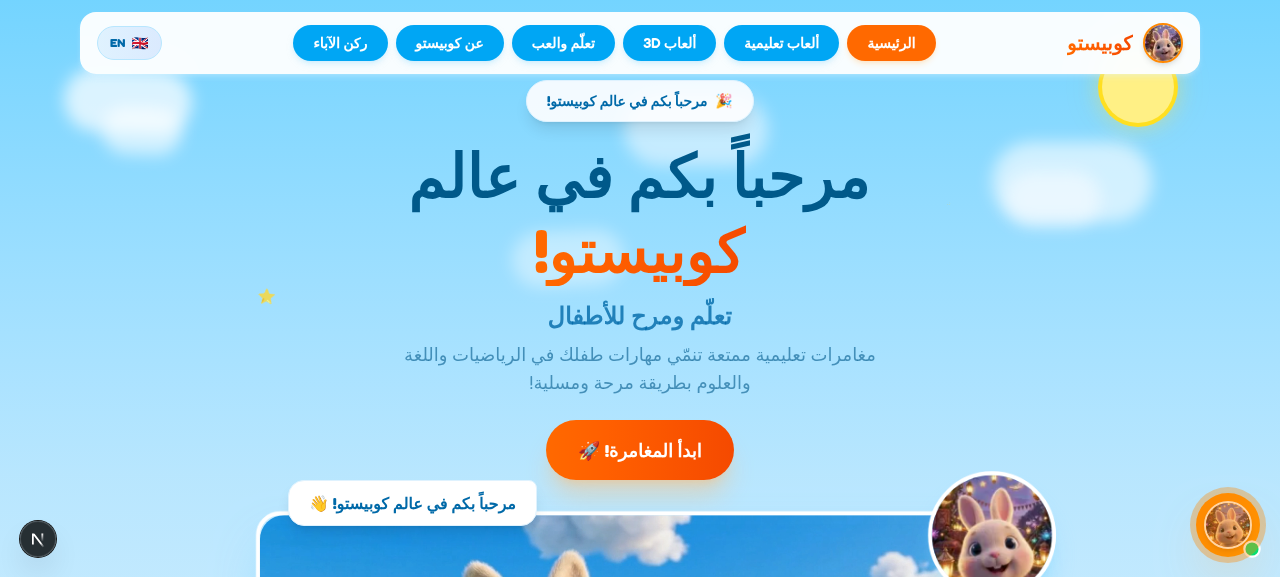 كوبيستو
الرئيسية
ألعاب تعليمية
ألعاب 3D
تعلّم والعب
عن كوبيستو
ركن الآباء
🇬🇧 EN
🎉 مرحباً بكم في عالم كوبيستو!
مرحباً بكم في عالم
كوبيستو!
تعلّم ومرح للأطفال
مغامرات تعليمية ممتعة تنمّي مهارات طفلك في الرياضيات واللغة
والعلوم بطريقة مرحة ومسلية!
ابدأ المغامرة! 🚀
مرحباً بكم في عالم كوبيستو! 👋
N